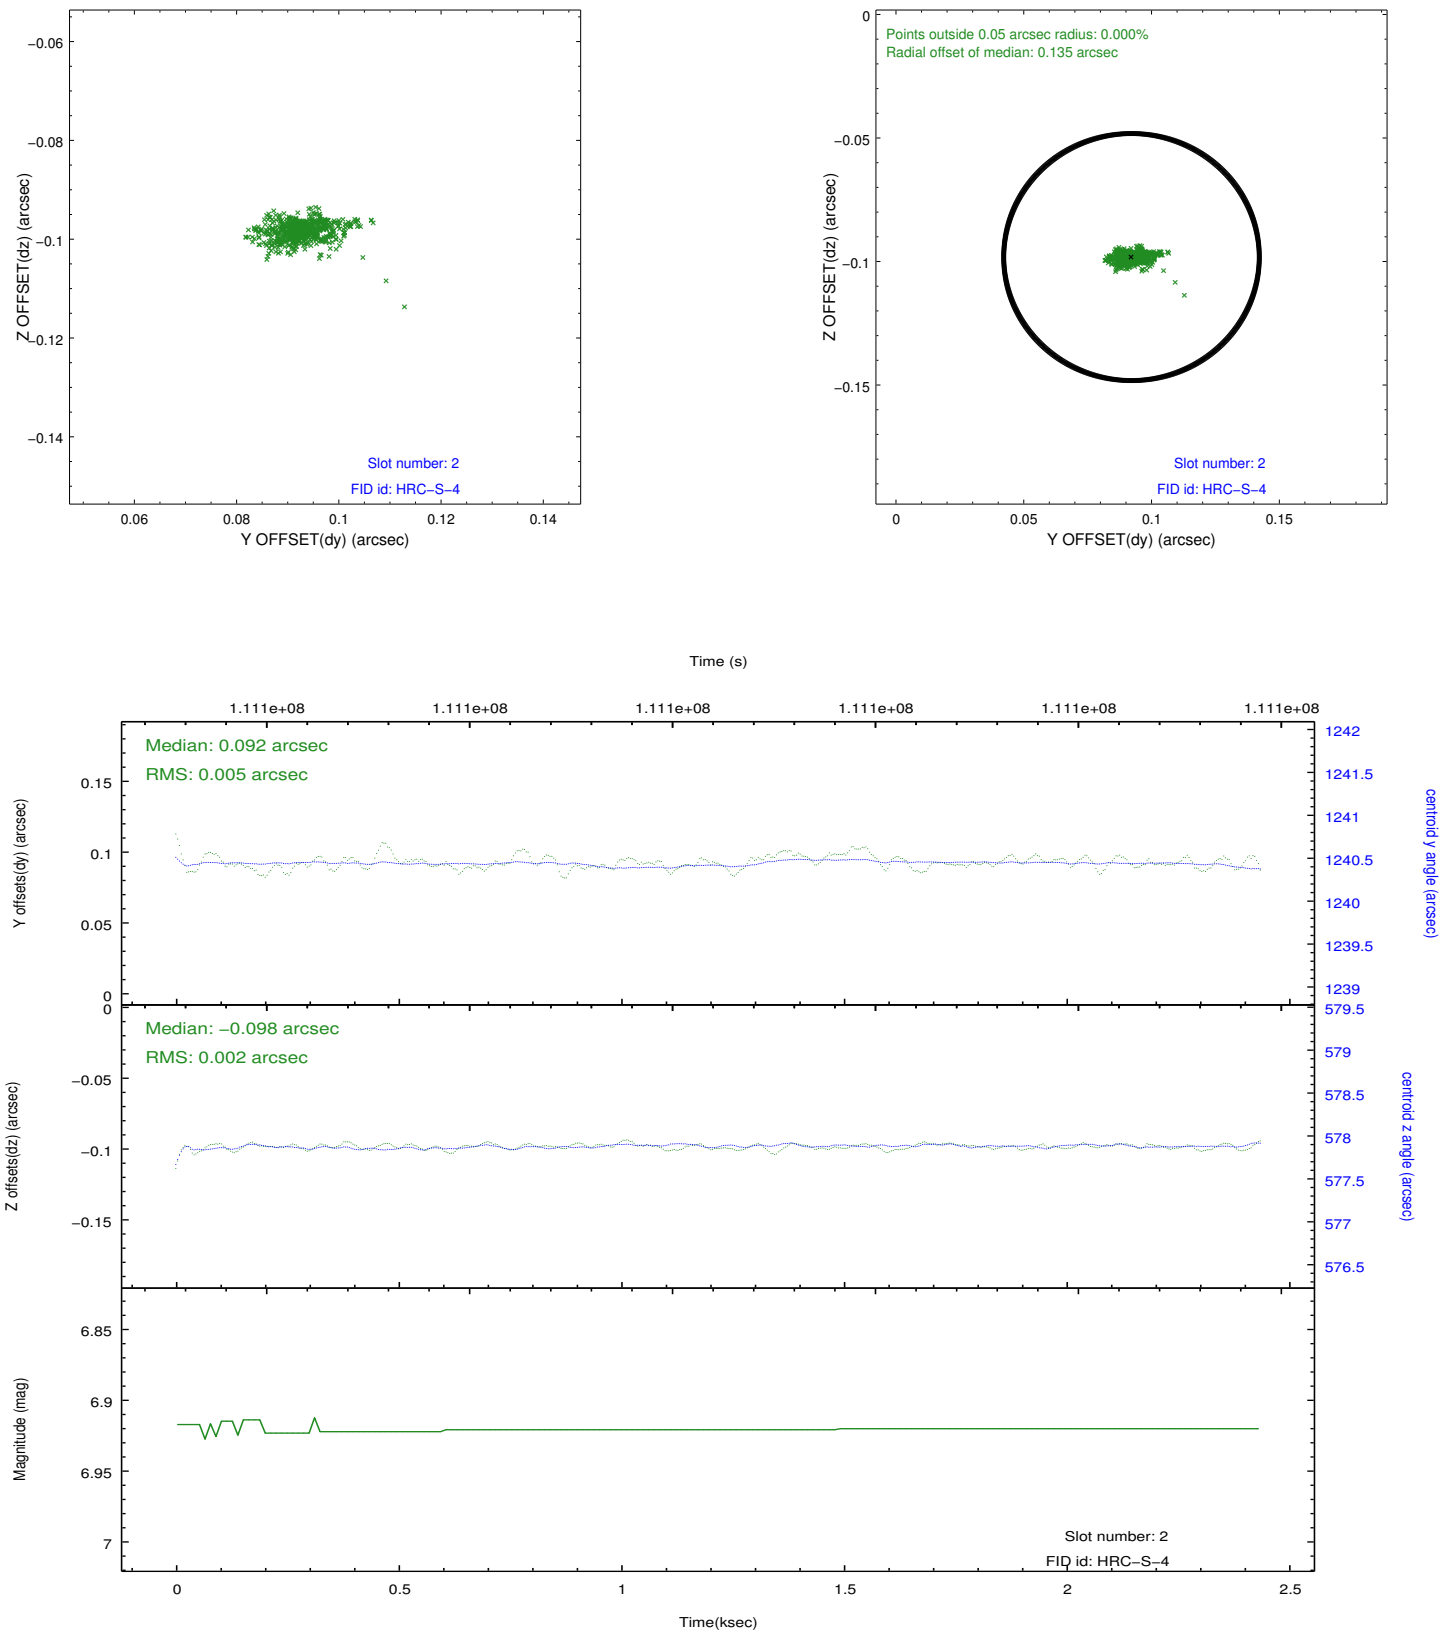 −0.06
−0.08
−0.1
−0.12
−0.14
Z OFFSET(dz) (arcsec)
Slot number: 2
FID id: HRC−S−4
0.06 0.08 0.1 0.12 0.14
Y OFFSET(dy) (arcsec)
Points outside 0.05 arcsec radius: 0.000%
Radial offset of median: 0.135 arcsec
0
−0.05
−0.1
−0.15
Z OFFSET(dz) (arcsec)
Slot number: 2
FID id: HRC−S−4
0 0.05 0.1 0.15
Y OFFSET(dy) (arcsec)
Time (s)
1.111e+08 1.111e+08 1.111e+08 1.111e+08 1.111e+08 1.111e+08
Median: 0.092 arcsec
RMS: 0.005 arcsec
0.15
0.1
0.05
0
Y offsets(dy) (arcsec)
1242
1241.5
1241
1240.5
1240
1239.5
1239
centroid y angle (arcsec)
Median: −0.098 arcsec
RMS: 0.002 arcsec
0
−0.05
−0.1
−0.15
Z offsets(dz) (arcsec)
579.5
579
578.5
578
577.5
577
576.5
centroid z angle (arcsec)
6.85
6.9
6.95
7
Magnitude (mag)
Slot number: 2
FID id: HRC−S−4
0 0.5 1 1.5 2 2.5
Time(ksec)